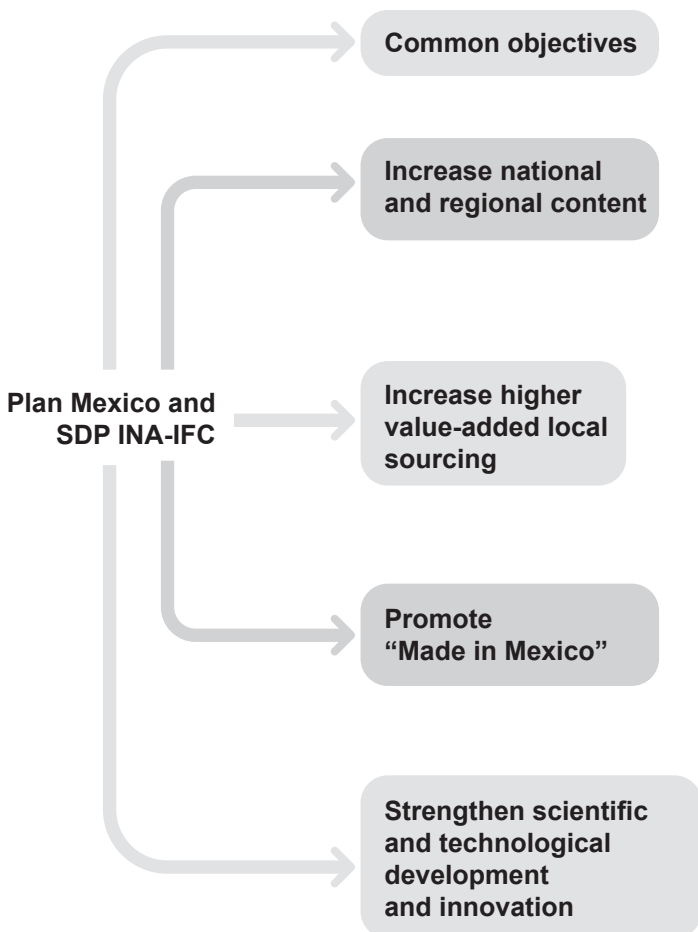 Common objectives
Increase national
and regional content
Plan Mexico and
SDP INA-IFC
Increase higher
value-added local
sourcing
Promote
“Made in Mexico”
Strengthen scientific
and technological
development
and innovation